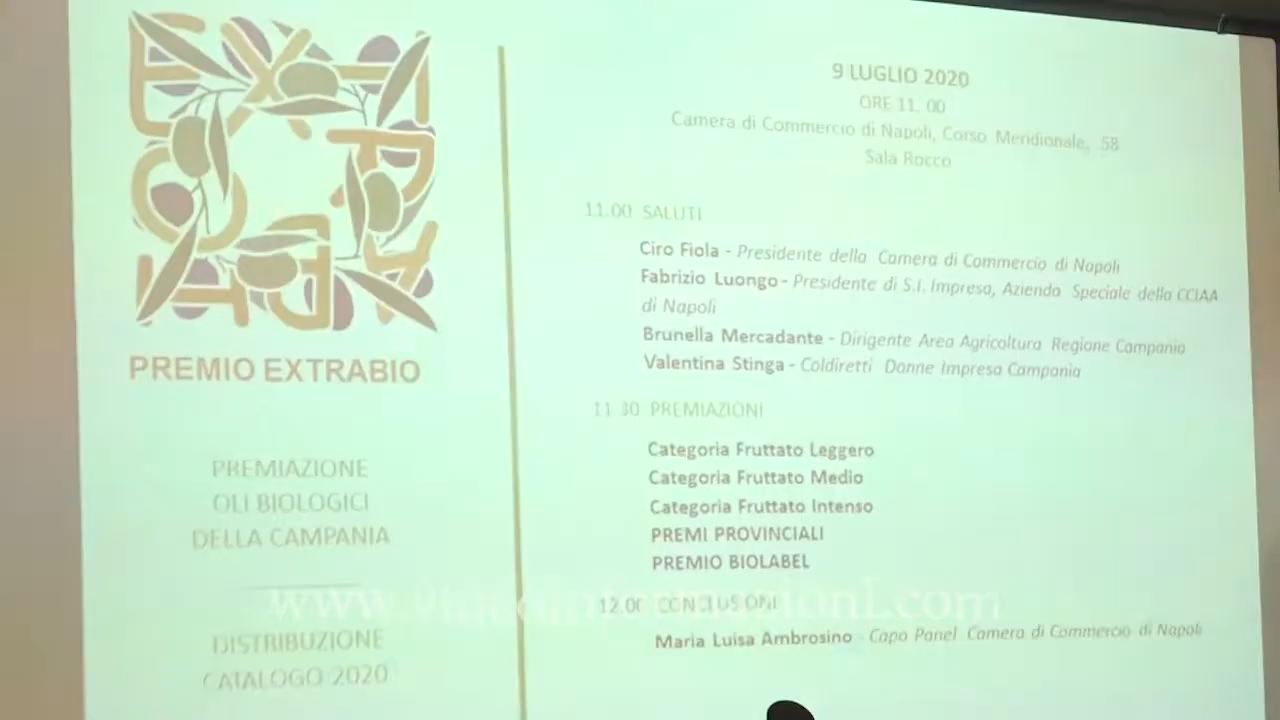 EXTRA
PREMIO EXTRABIO
PREMIAZIONE
OLI BIOLOGICI
DELLA CAMPANIA
DISTRIBUZIONE
CATALOGO 2020
9 LUGLIO 2020
ORE 11. 00
Camera di Commercio di Napoli, Corso Meridionale, 58
Sala Rocco
11.00 SALUTI
Ciro Fiola - Presidente della Camera di Commercio di Napoli
Fabrizio Luongo - Presidente di S.I. Impresa, Azienda Speciale della CCIAA
di Napoli
Brunella Mercadante - Dirigente Area Agricoltura Regione Campania
Valentina Stinga - Coldiretti Donne Impresa Campania
11.30 PREMIAZIONI
Categoria Fruttato Leggero
Categoria Fruttato Medio
Categoria Fruttato Intenso
PREMI PROVINCIALI
PREMIO BIOLABEL
12.00 CONCLUSIONI
Maria Luisa Ambrosino - Capo Panel Camera di Commercio di Napoli